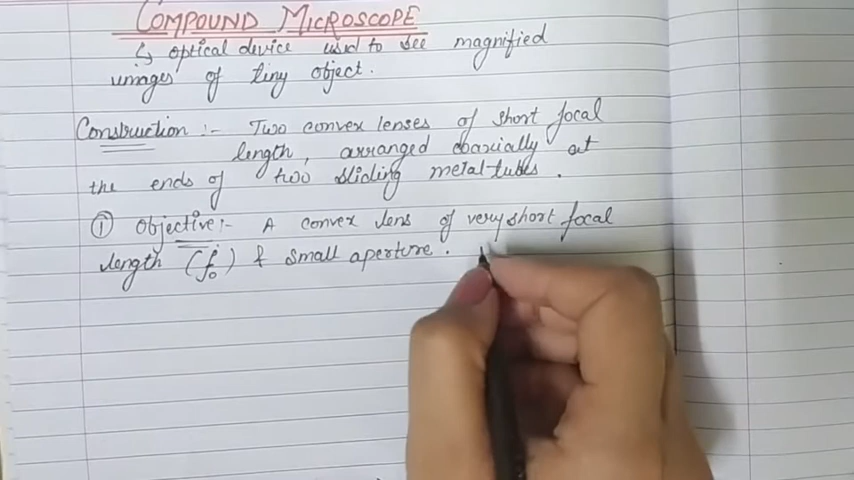 COMPOUND MICROSCOPE
↳ optical device used to see magnified
images of tiny object.
Construction :- Two convex lenses of short focal
length, arranged coaxially at
the ends of two sliding metal-tubes.
① Objective:- A convex lens of very short focal
length (fo) & small aperture.